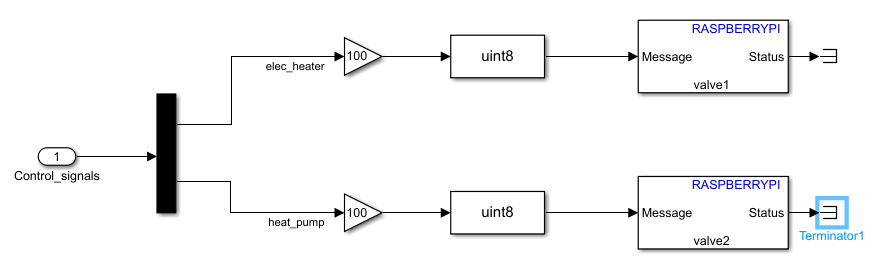 RASPBERRYPI
elec_heater
100
uint8
Message
Status
valve1
1
Control_signals
RASPBERRYPI
heat_pump
100
uint8
Message
Status
valve2
Terminator1